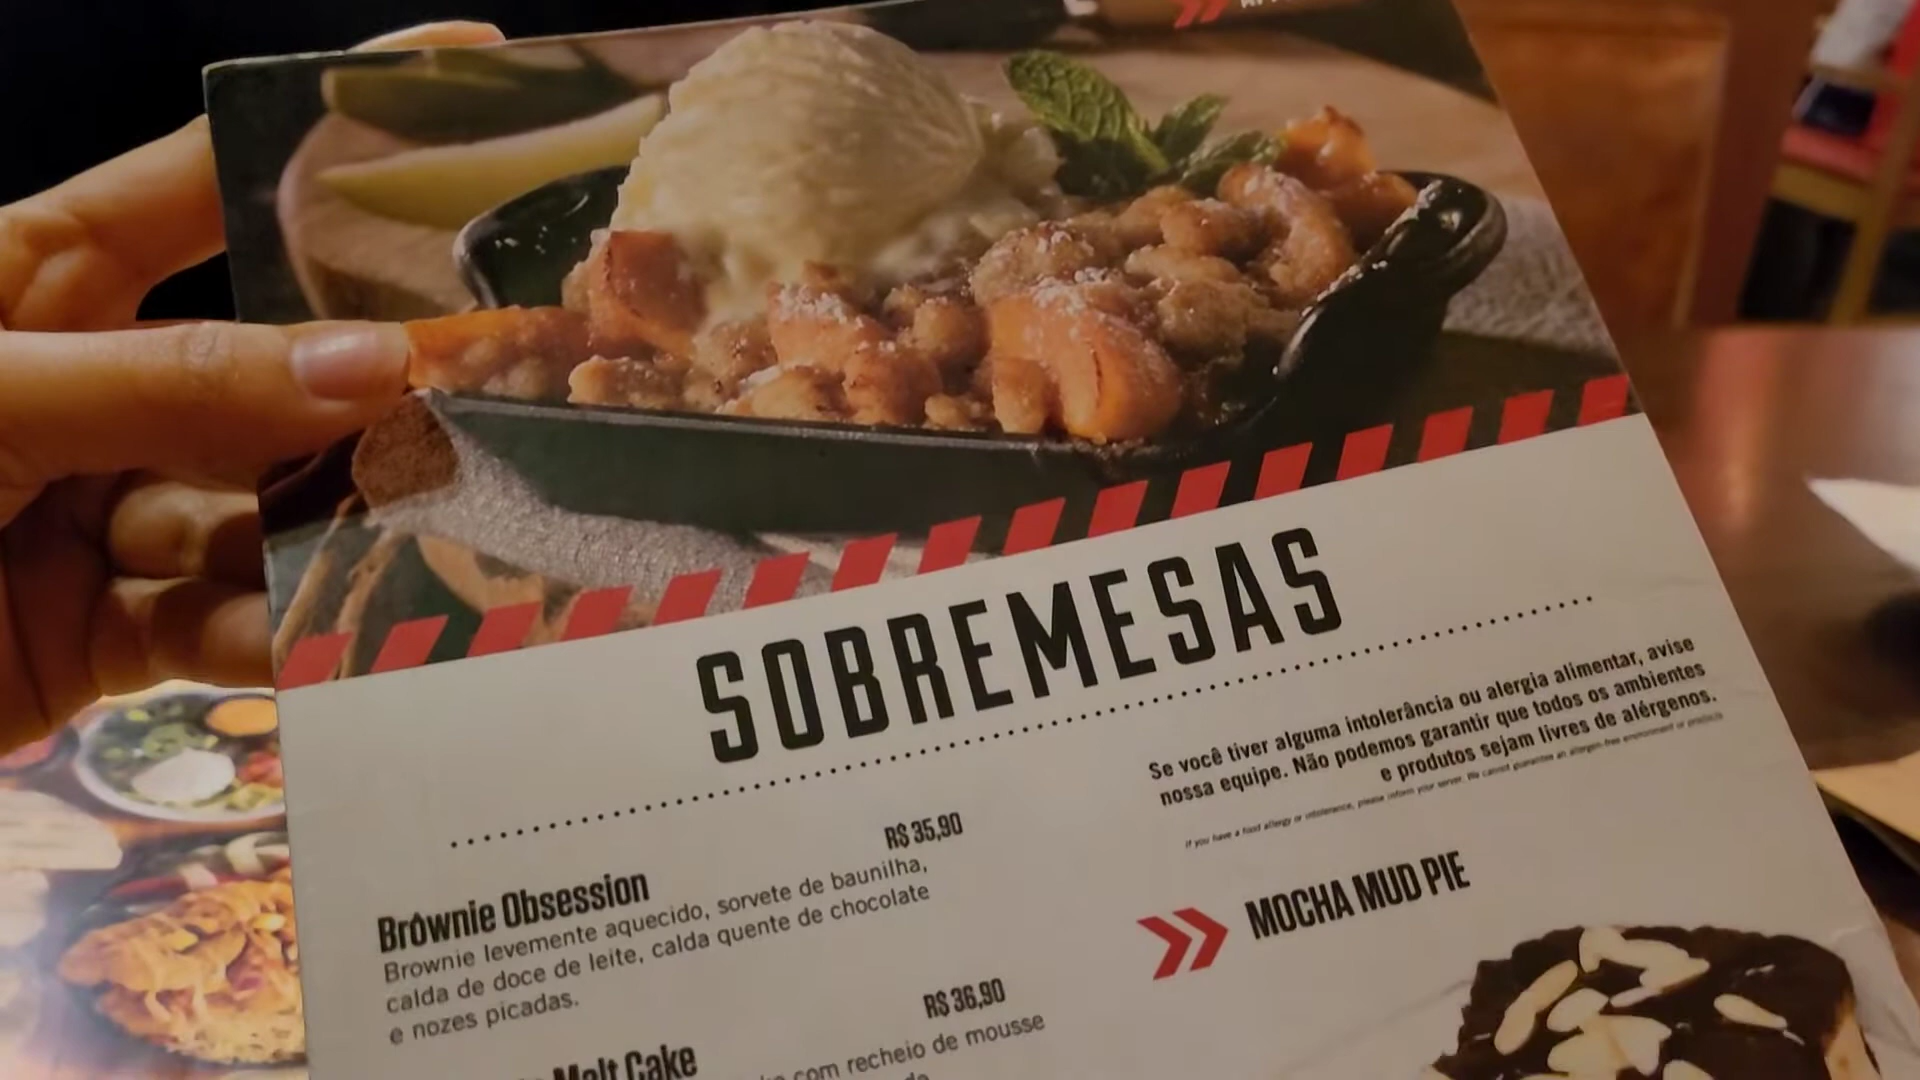 SOBREMESAS
R$ 35,90
Brownie Obsession
Brownie levemente aquecido, sorvete de baunilha,
calda de doce de leite, calda quente de chocolate
e nozes picadas.
R$ 36,90
Malt Cake
com recheio de mousse
Se você tiver alguma intolerância ou alergia alimentar, avise
nossa equipe. Não podemos garantir que todos os ambientes
e produtos sejam livres de alérgenos.
If you have a food allergy or intolerance, please inform your server. We cannot guarantee an allergen-free environment or products
MOCHA MUD PIE